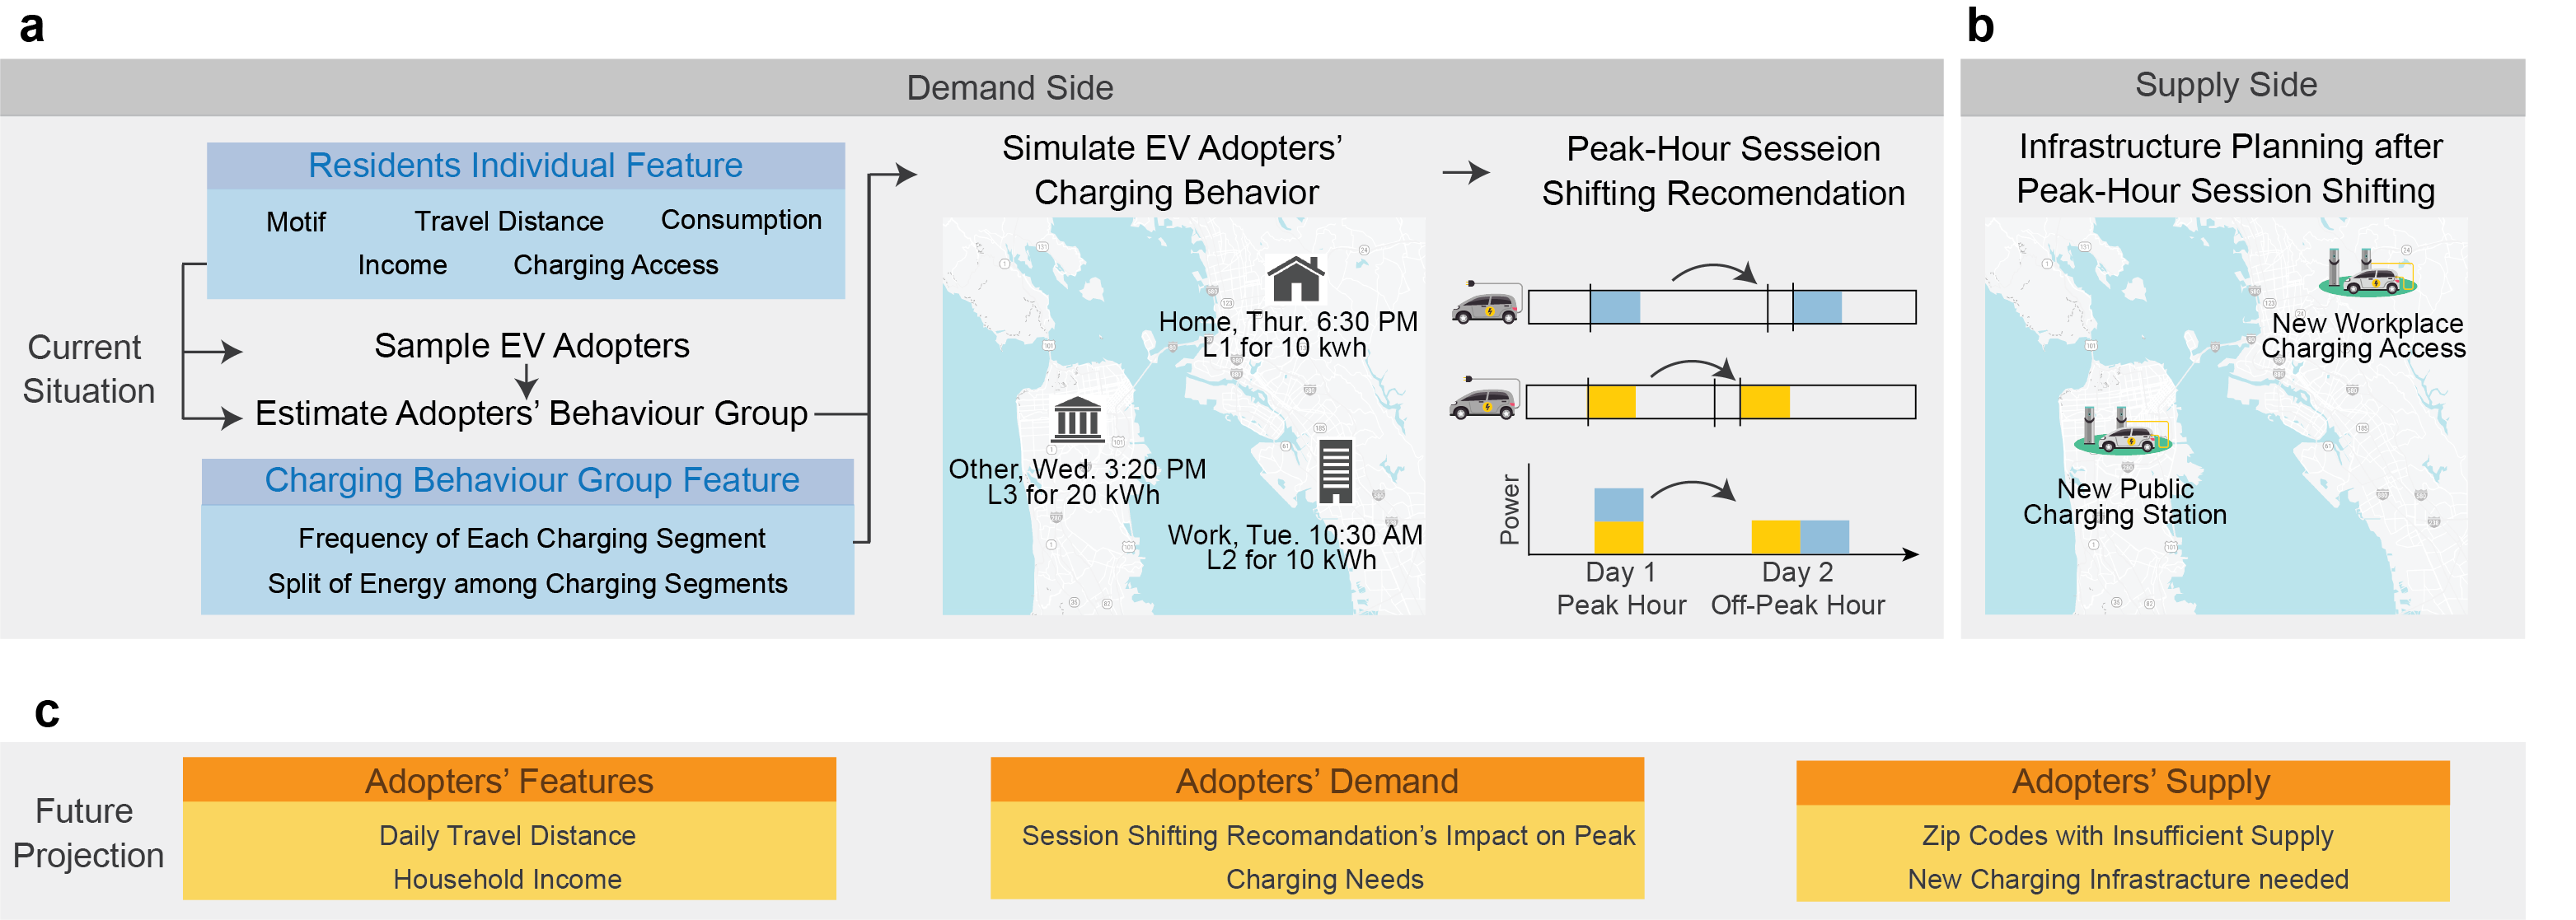 a
Demand Side
Residents Individual Feature
Motif Travel Distance Consumption
Income Charging Access
Current
Situation
Sample EV Adopters
Estimate Adopters’ Behaviour Group
Charging Behaviour Group Feature
Frequency of Each Charging Segment
Split of Energy among Charging Segments
Simulate EV Adopters’
Charging Behavior
Home, Thur. 6:30 PM
L1 for 10 kwh
Other, Wed. 3:20 PM
L3 for 20 kWh
Work, Tue. 10:30 AM
L2 for 10 kWh
Peak-Hour Sesseion
Shifting Recomendation
Power
Day 1
Peak Hour
Day 2
Off-Peak Hour
b
Supply Side
Infrastructure Planning after
Peak-Hour Session Shifting
New Workplace
Charging Access
New Public
Charging Station
c
Future
Projection
Adopters’ Features
Daily Travel Distance
Household Income
Adopters’ Demand
Session Shifting Recomandation’s Impact on Peak
Charging Needs
Adopters’ Supply
Zip Codes with Insufficient Supply
New Charging Infrastracture needed